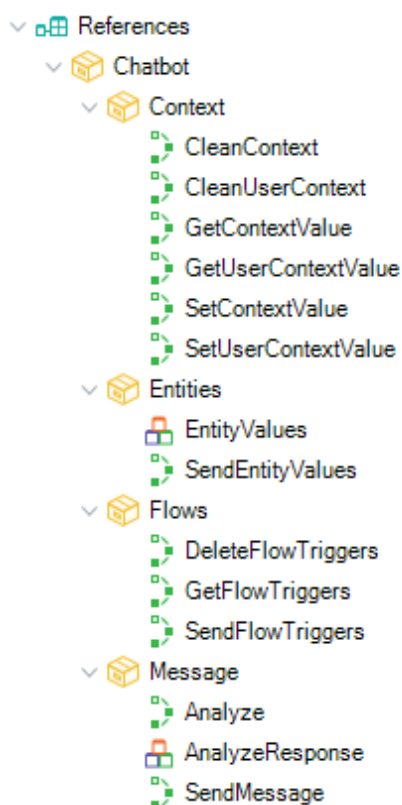 References
Chatbot
Context
CleanContext
CleanUserContext
GetContextValue
GetUserContextValue
SetContextValue
SetUserContextValue
Entities
EntityValues
SendEntityValues
Flows
DeleteFlowTriggers
GetFlowTriggers
SendFlowTriggers
Message
Analyze
AnalyzeResponse
SendMessage